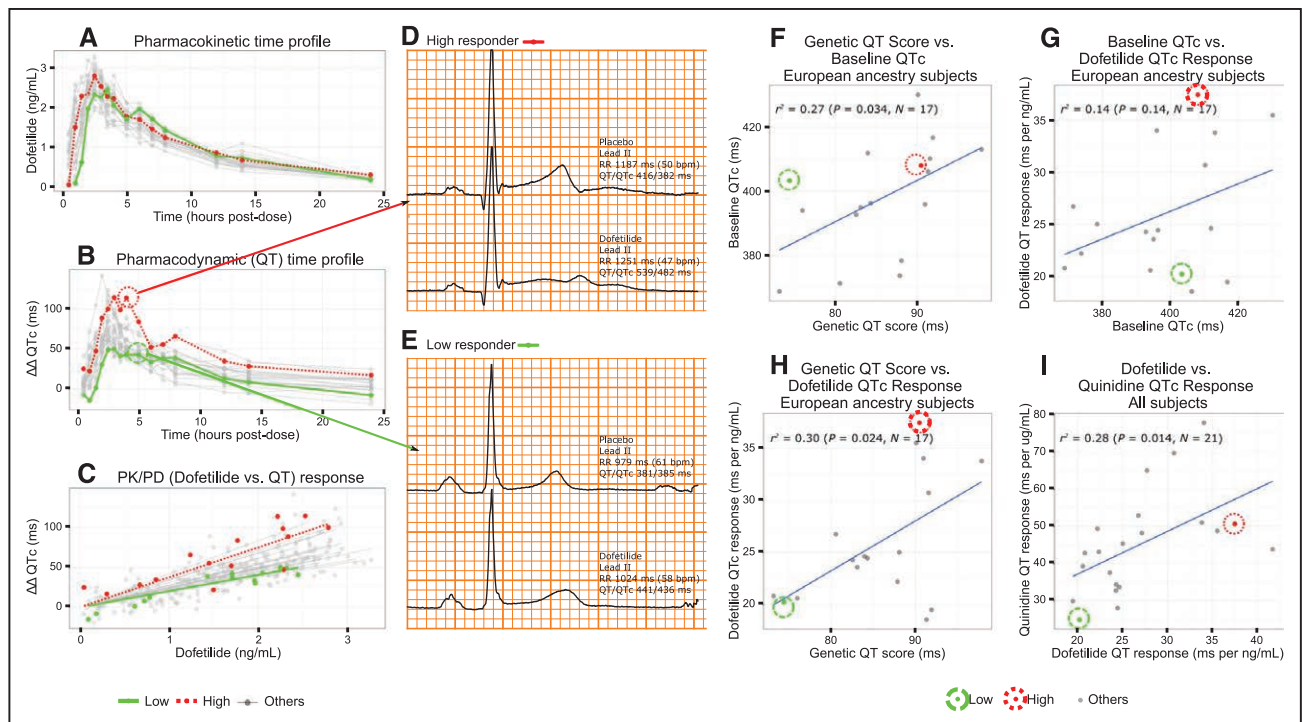 A
Pharmacokinetic time profile
Dofetilide (ng/mL)
3
2
1
0
0
5
10
15
20
25
Time (hours post-dose)
B
Pharmacodynamic (QT) time profile
ΔΔ QTc (ms)
100
50
0
0
5
10
15
20
25
Time (hours post-dose)
C
PK/PD (Dofetilide vs. QT) response
ΔΔ QTc (ms)
100
50
0
0
1
2
3
Dofetilide (ng/mL)
Low
High
Others
D
High responder
Placebo
Lead II
RR 1187 ms (50 bpm)
QT/QTc 416/382 ms
Dofetilide
Lead II
RR 1251 ms (47 bpm)
QT/QTc 539/482 ms
E
Low responder
Placebo
Lead II
RR 979 ms (61 bpm)
QT/QTc 381/385 ms
Dofetilide
Lead II
RR 1024 ms (58 bpm)
QT/QTc 441/436 ms
F
Genetic QT Score vs.
Baseline QTc
European ancestry subjects
r² = 0.27 (P = 0.034, N = 17)
Baseline QTc (ms)
420
400
380
80
90
Genetic QT score (ms)
G
Baseline QTc vs.
Dofetilide QTc Response
European ancestry subjects
r² = 0.14 (P = 0.14, N = 17)
Dofetilide QT response (ms per ng/mL)
35
30
25
20
380
400
420
Baseline QTc (ms)
H
Genetic QT Score vs.
Dofetilide QTc Response
European ancestry subjects
r² = 0.30 (P = 0.024, N = 17)
Dofetilide QTc response (ms per ng/mL)
35
30
25
20
80
90
Genetic QT score (ms)
I
Dofetilide vs.
Quinidine QTc Response
All subjects
r² = 0.28 (P = 0.014, N = 21)
Quinidine QTc response (ms per ug/mL)
80
70
60
50
40
30
20
25
30
35
40
Dofetilide QT response (ms per ng/mL)
Low
High
Others